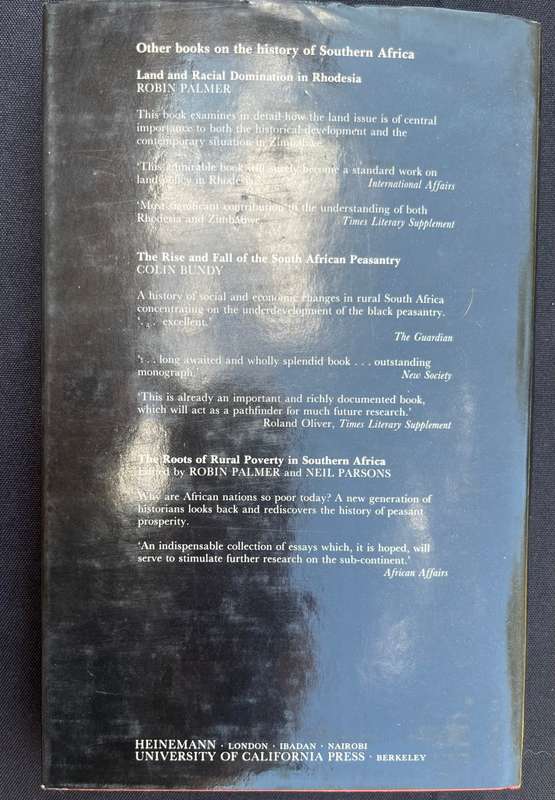 Other books on the history of Southern Africa
Land and Racial Domination in Rhodesia
ROBIN PALMER
This book examines in detail how the land issue is of central
importance to both the historical development and the
contemporary situation in Zimbabwe.
'This admirable book will surely become a standard work on
land policy in Rhodesia.'
International Affairs
'Most significant contribution to the understanding of both
Rhodesia and Zimbabwe.'
Times Literary Supplement
The Rise and Fall of the South African Peasantry
COLIN BUNDY
A history of social and economic changes in rural South Africa
concentrating on the underdevelopment of the black peasantry.
'. . . excellent.'
The Guardian
'. . . long awaited and wholly splendid book . . . outstanding
monograph.'
New Society
'This is already an important and richly documented book,
which will act as a pathfinder for much future research.'
Roland Oliver, Times Literary Supplement
The Roots of Rural Poverty in Southern Africa
Edited by ROBIN PALMER and NEIL PARSONS
Why are African nations so poor today? A new generation of
historians looks back and rediscovers the history of peasant
prosperity.
'An indispensable collection of essays which, it is hoped, will
serve to stimulate further research on the sub-continent.'
African Affairs
HEINEMANN · LONDON · IBADAN · NAIROBI
UNIVERSITY OF CALIFORNIA PRESS · BERKELEY